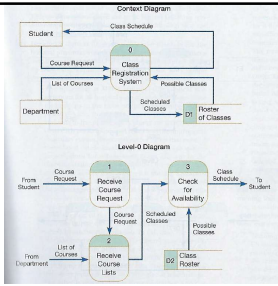 Context Diagram
Class Schedule
Student
0
Class
Registration
System
Course Request
List of Courses
Possible Classes
Department
Scheduled
Classes
D1 Roster
of Classes
Level-0 Diagram
1
Receive
Course
Request
3
Check
for
Availability
From
Student
Course
Request
Class
Schedule
To
Student
Course
Request
Scheduled
Classes
Possible
Classes
2
Receive
Course
Lists
From
Department
List of
Courses
D2 Class
Roster